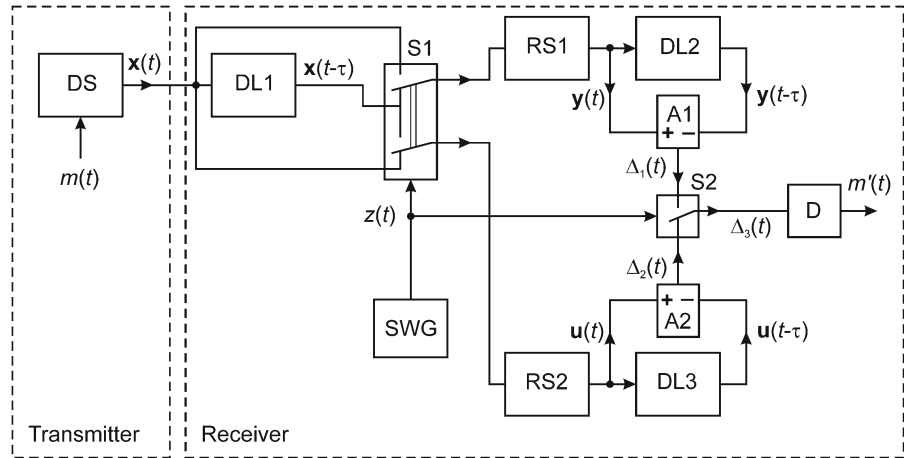 S1
RS1
DL2
DS
x(t)
DL1
x(t-τ)
y(t)
y(t-τ)
A1
+ −
m(t)
Δ₁(t)
S2
m'(t)
z(t)
D
Δ₃(t)
Δ₂(t)
SWG
+ −
A2
u(t)
u(t-τ)
RS2
DL3
Transmitter
Receiver